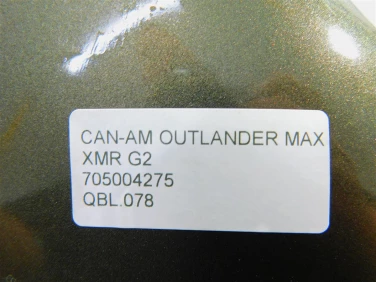 CAN-AM OUTLANDER MAX
XMR G2
705004275
QBL.078